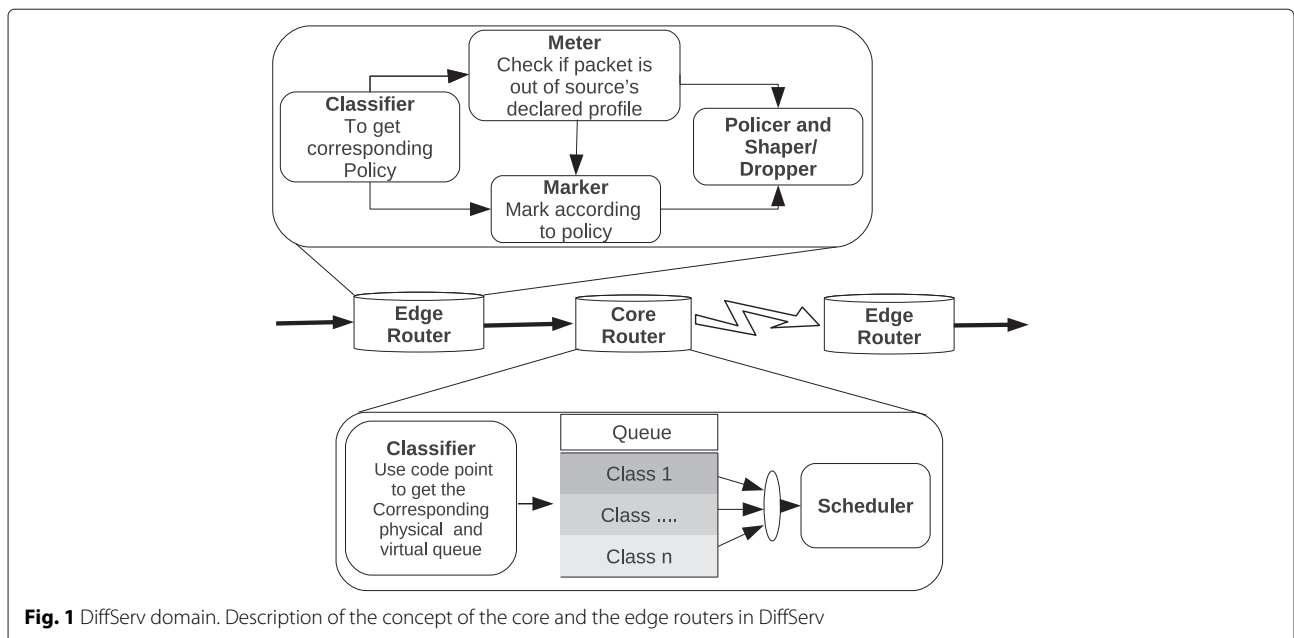 Meter
Check if packet is
out of source's
declared profile
Classifier
To get
corresponding
Policy
Policer and
Shaper/
Dropper
Marker
Mark according
to policy
Edge
Router
Core
Router
Edge
Router
Classifier
Use code point
to get the
Corresponding
physical and
virtual queue
Queue
Class 1
Class ....
Class n
Scheduler
Fig. 1 DiffServ domain. Description of the concept of the core and the edge routers in DiffServ